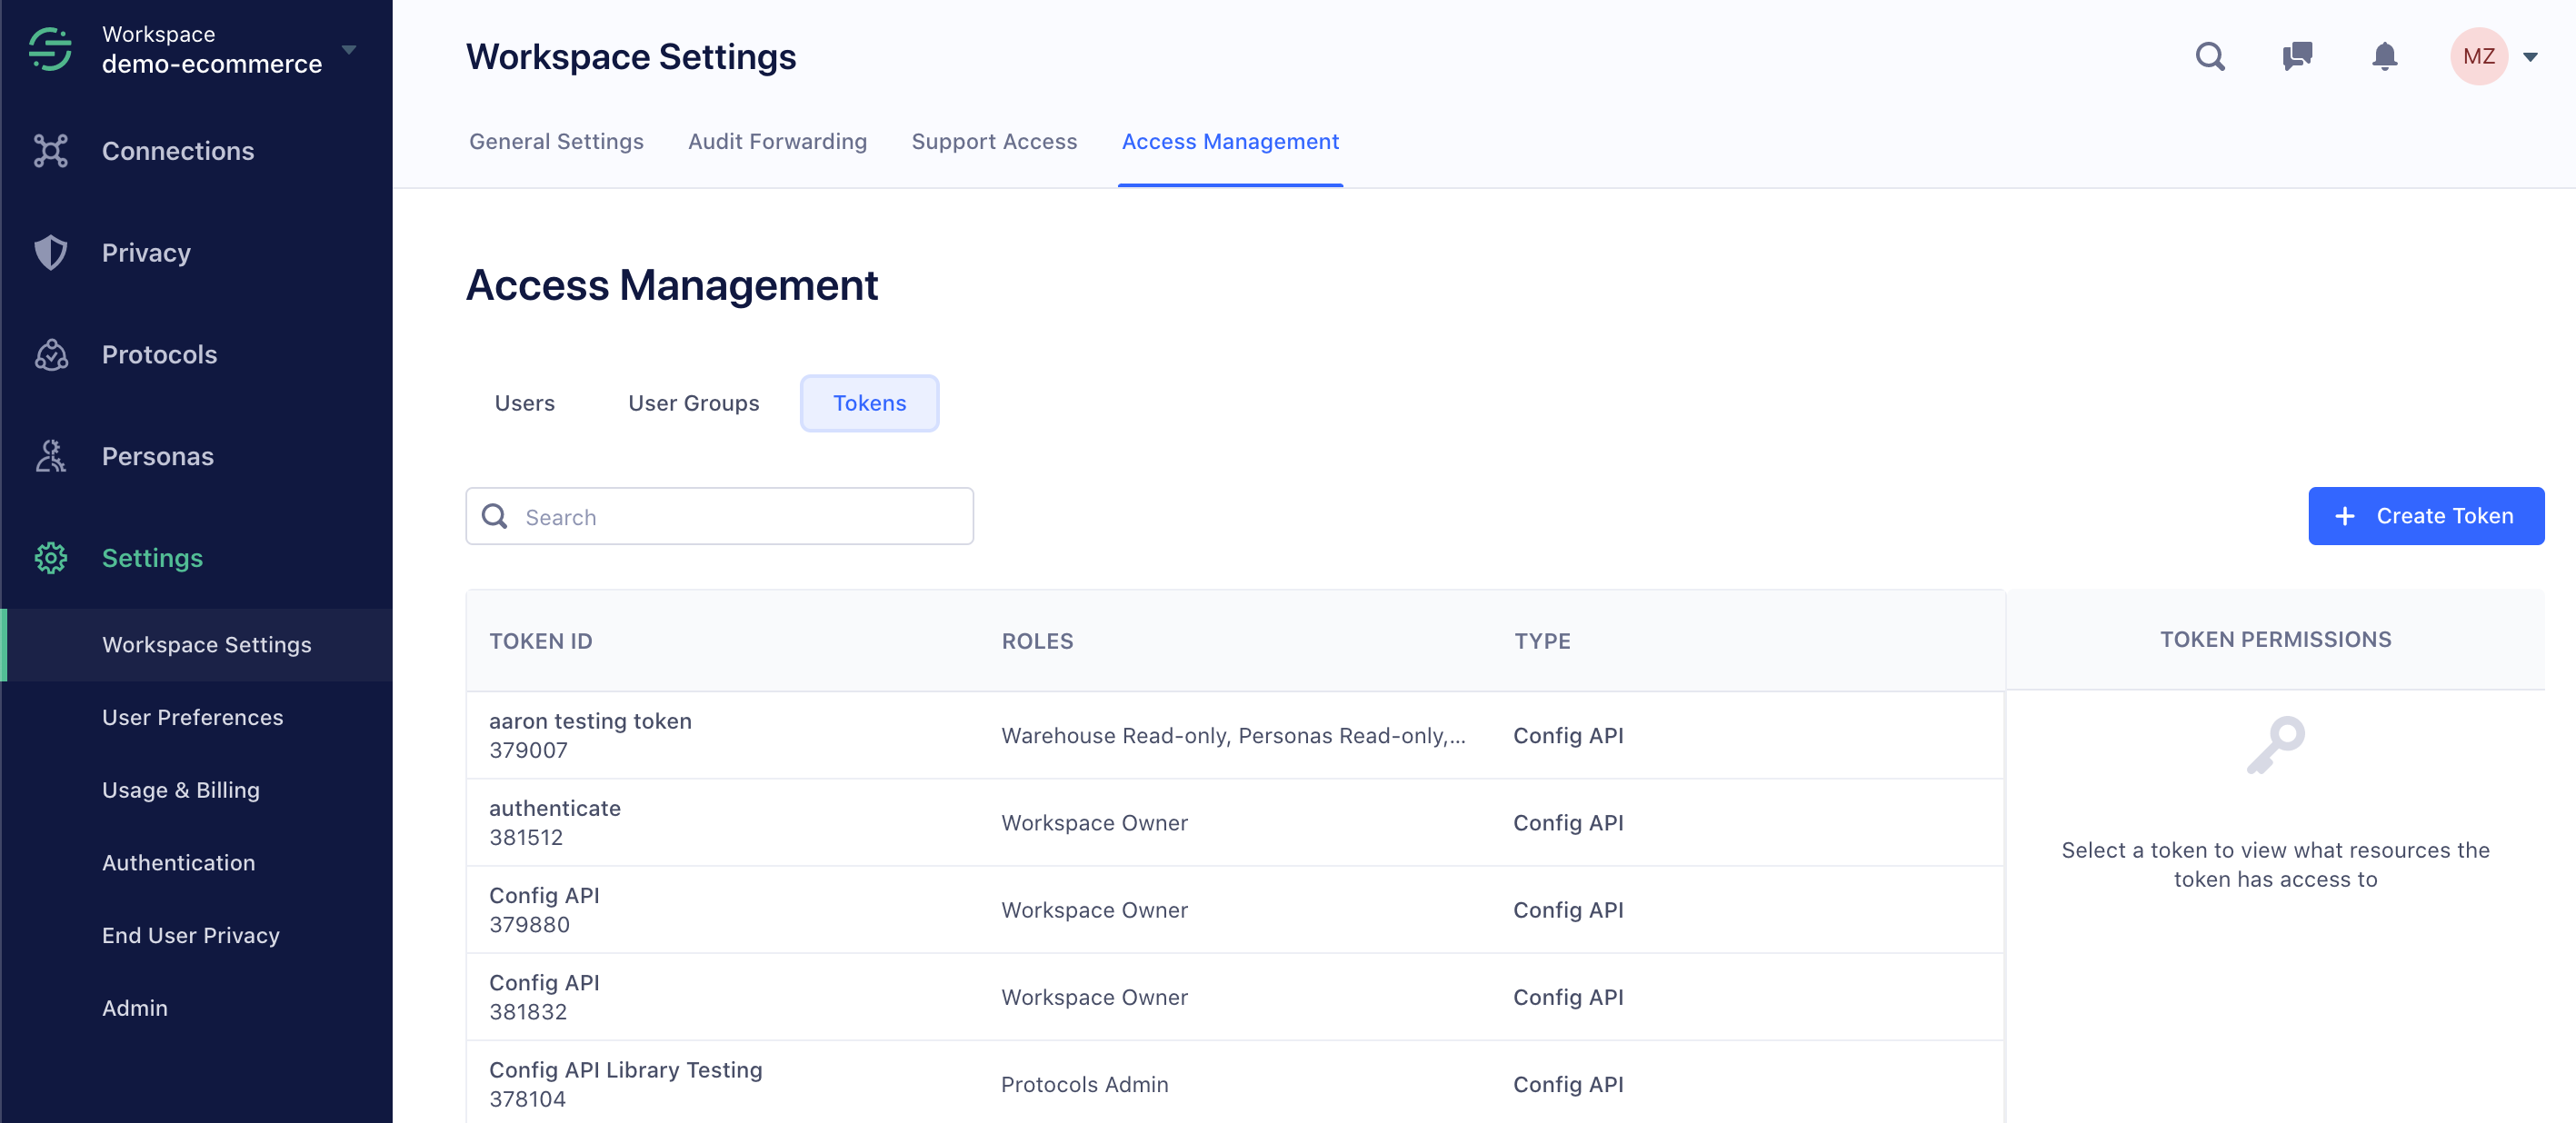 Workspace
demo-ecommerce
Connections
Privacy
Protocols
Personas
Settings
Workspace Settings
User Preferences
Usage & Billing
Authentication
End User Privacy
Admin
Workspace Settings
MZ
General Settings
Audit Forwarding
Support Access
Access Management
Access Management
Users
User Groups
Tokens
Search
+ Create Token
TOKEN ID
ROLES
TYPE
aaron testing token
379007
Warehouse Read-only, Personas Read-only,...
Config API
authenticate
381512
Workspace Owner
Config API
Config API
379880
Workspace Owner
Config API
Config API
381832
Workspace Owner
Config API
Config API Library Testing
378104
Protocols Admin
Config API
TOKEN PERMISSIONS
Select a token to view what resources the
token has access to